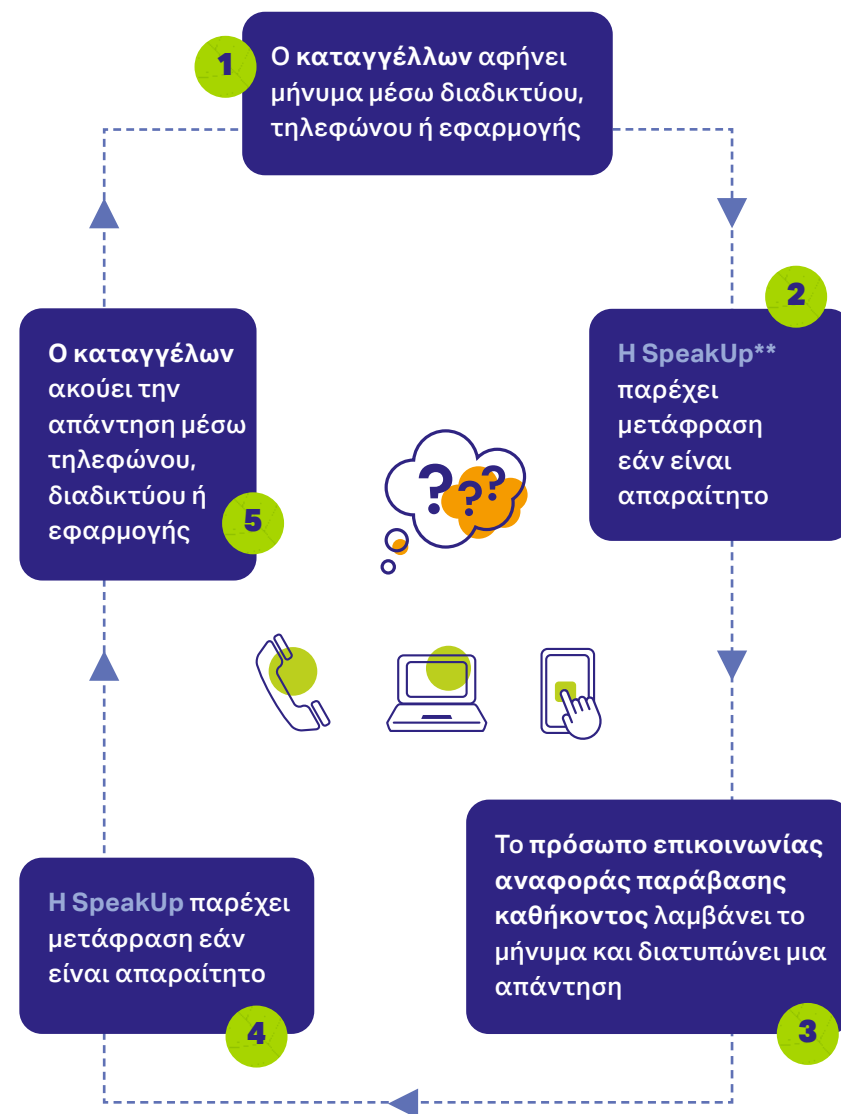 1
Ο καταγγέλλων αφήνει
μήνυμα μέσω διαδικτύου,
τηλεφώνου ή εφαρμογής
2
Η SpeakUp**
παρέχει
μετάφραση
εάν είναι
απαραίτητο
Το πρόσωπο επικοινωνίας
αναφοράς παράβασης
καθήκοντος λαμβάνει το
μήνυμα και διατυπώνει μια
απάντηση
3
Η SpeakUp παρέχει
μετάφραση εάν
είναι απαραίτητο
4
Ο καταγγέλων
ακούει την
απάντηση μέσω
τηλεφώνου,
διαδικτύου ή
εφαρμογής
5
? ? ?